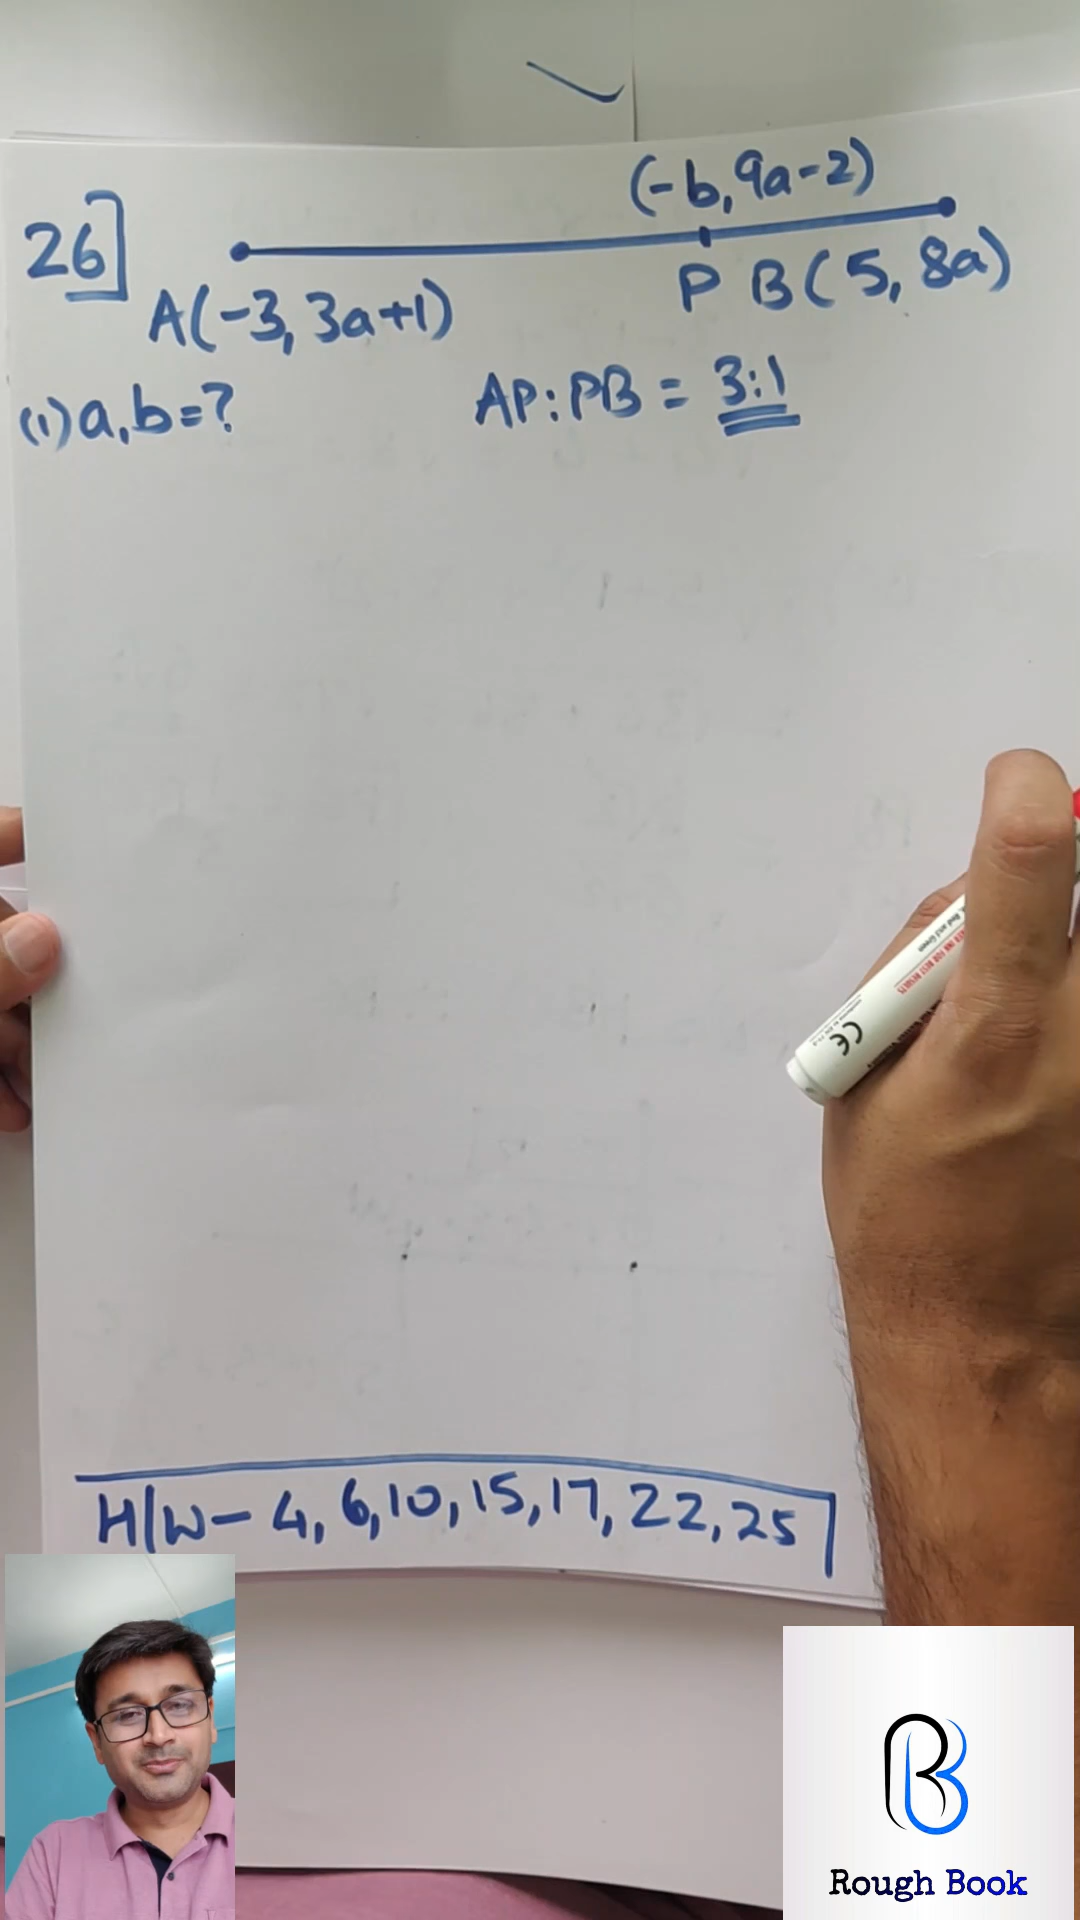 (-b, 9a-2)
26]
A(-3, 3a+1)
P B(5, 8a)
(1) a, b=?
AP:PB = 3:1
CE
H/W - 4, 6, 10, 15, 17, 22, 25
B
Rough Book